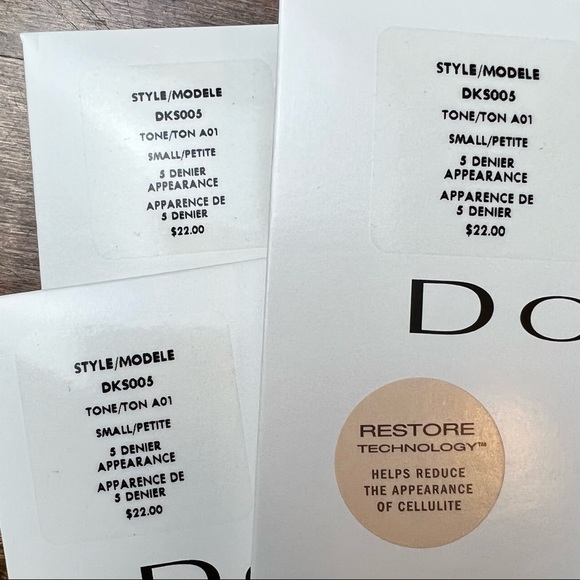 STYLE/MODELE
DKS005
TONE/TON A01
SMALL/PETITE
5 DENIER
APPEARANCE
APPARENCE DE
5 DENIER
$22.00
STYLE/MODELE
DKS005
TONE/TON A01
SMALL/PETITE
5 DENIER
APPEARANCE
APPARENCE DE
5 DENIER
$22.00
Do
RESTORE
TECHNOLOGY™
HELPS REDUCE
THE APPEARANCE
OF CELLULITE
STYLE/MODELE
DKS005
TONE/TON A01
SMALL/PETITE
5 DENIER
APPEARANCE
APPARENCE DE
5 DENIER
$22.00
Do